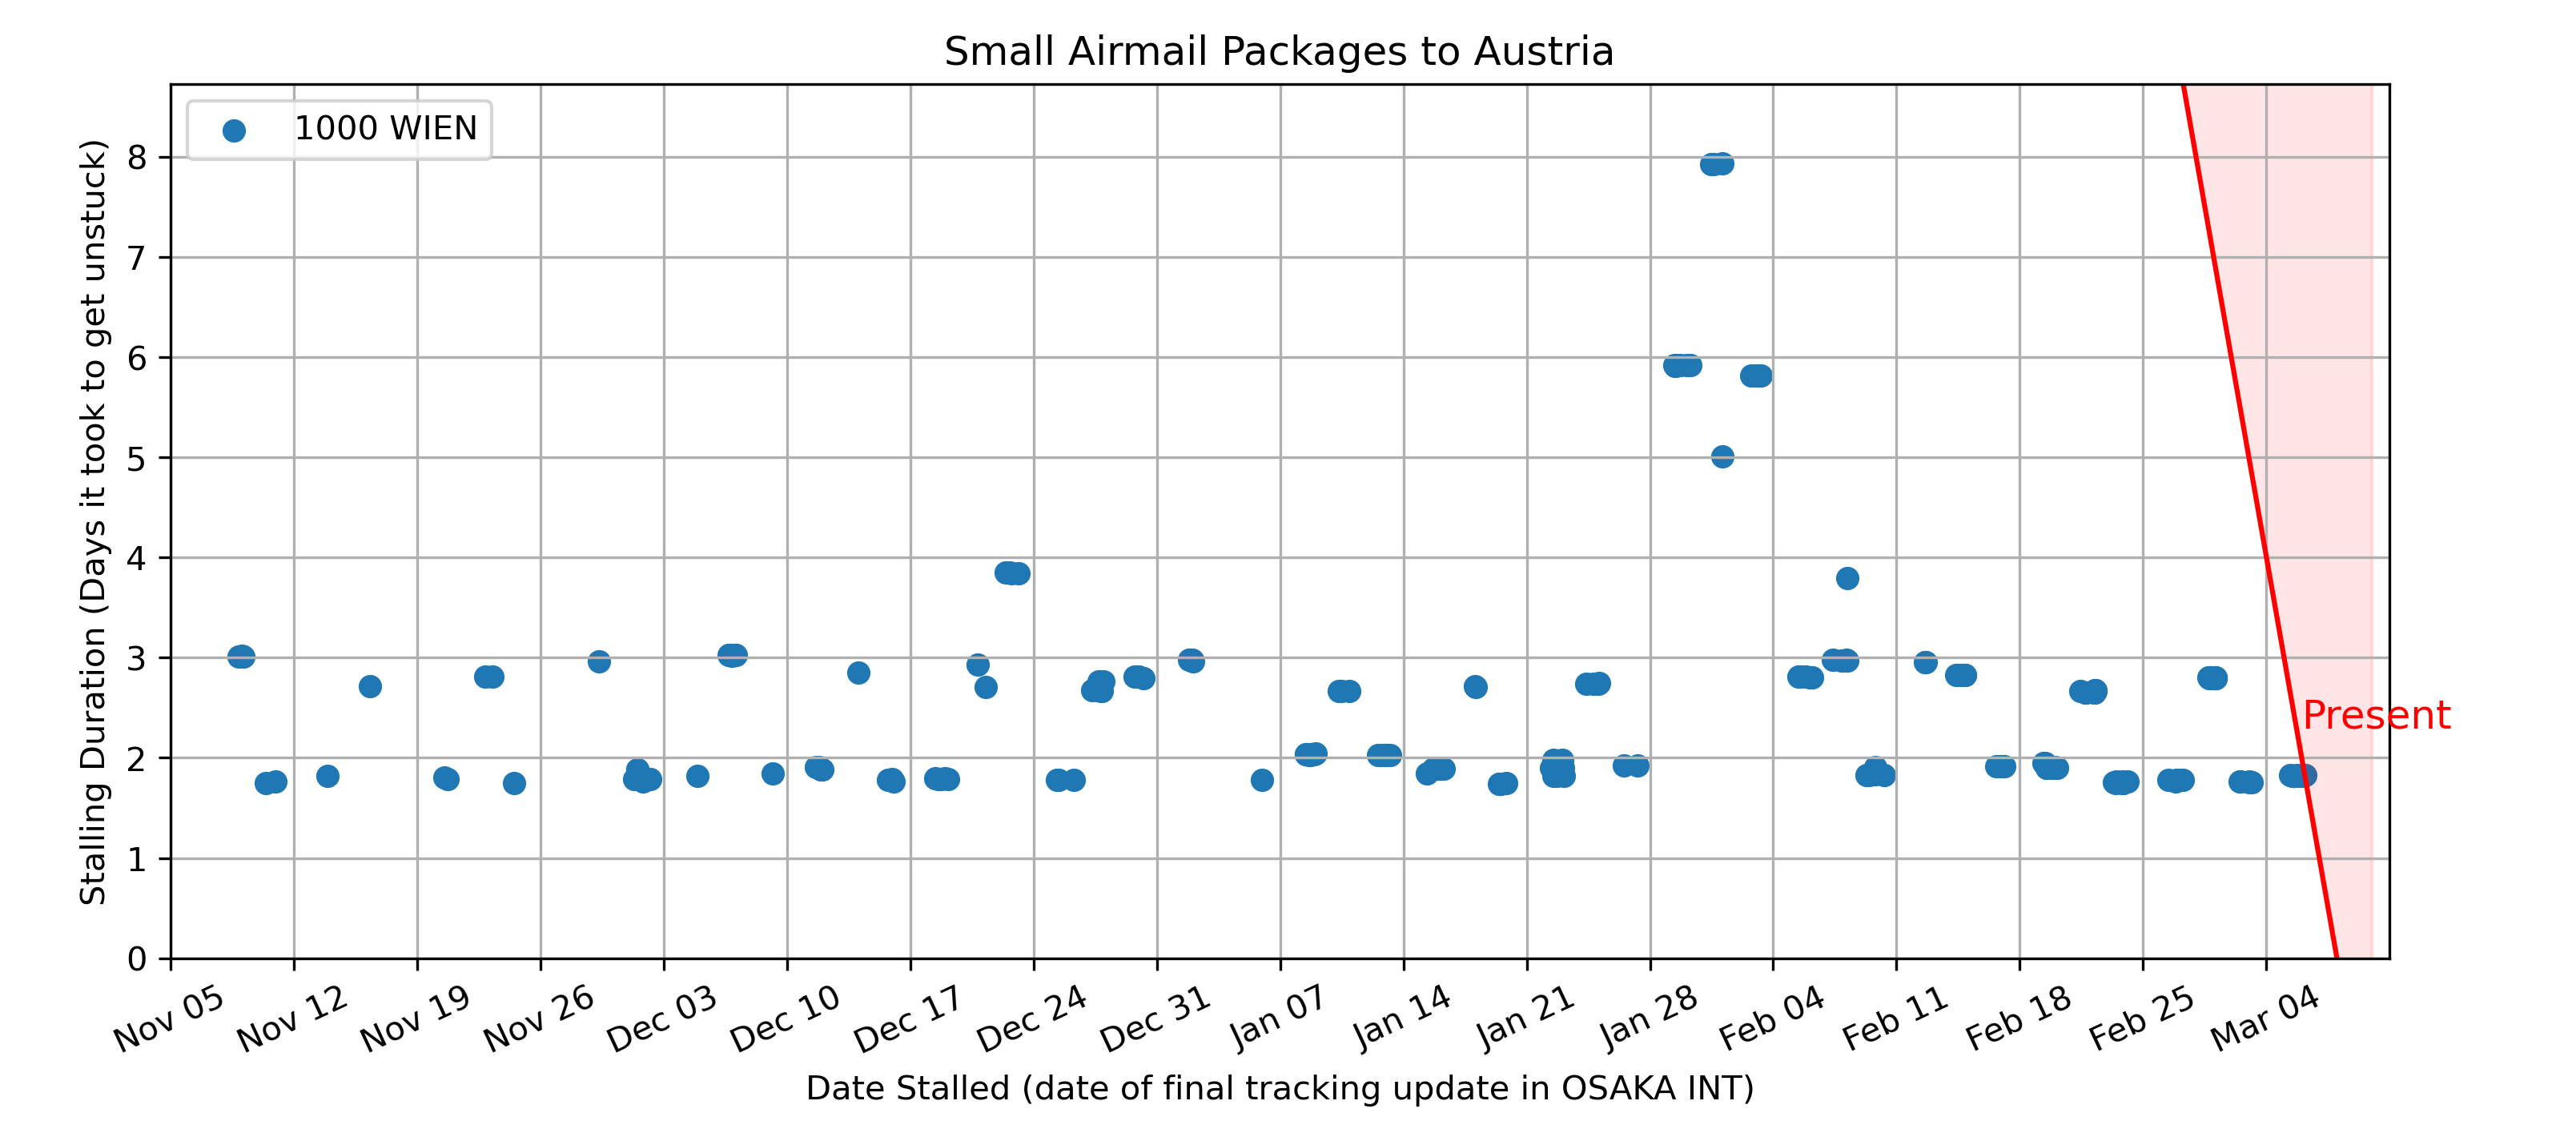 Small Airmail Packages to Austria
1000 WIEN
Stalling Duration (Days it took to get unstuck)
8
7
6
5
4
3
2
1
0
Present
Nov 05
Nov 12
Nov 19
Nov 26
Dec 03
Dec 10
Dec 17
Dec 24
Dec 31
Jan 07
Jan 14
Jan 21
Jan 28
Feb 04
Feb 11
Feb 18
Feb 25
Mar 04
Date Stalled (date of final tracking update in OSAKA INT)